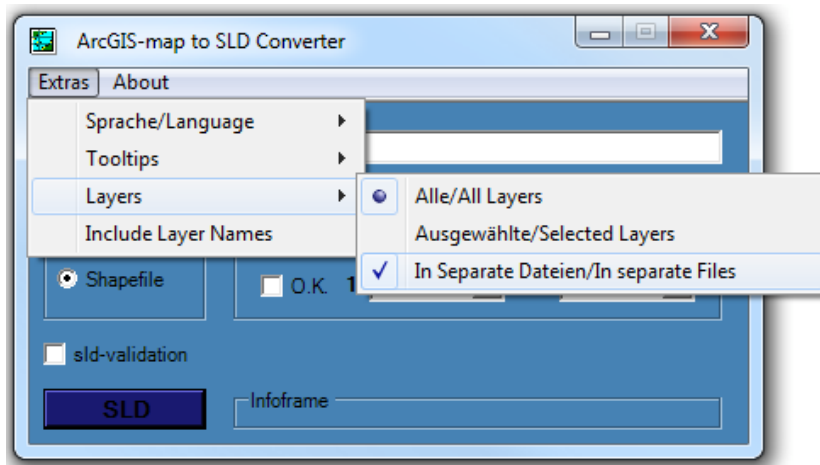 ArcGIS-map to SLD Converter
Extras About
Sprache/Language
Tooltips
Layers
Include Layer Names
Alle/All Layers
Ausgewählte/Selected Layers
In Separate Dateien/In separate Files
Shapefile
O.K. 1
sld-validation
SLD
Infoframe